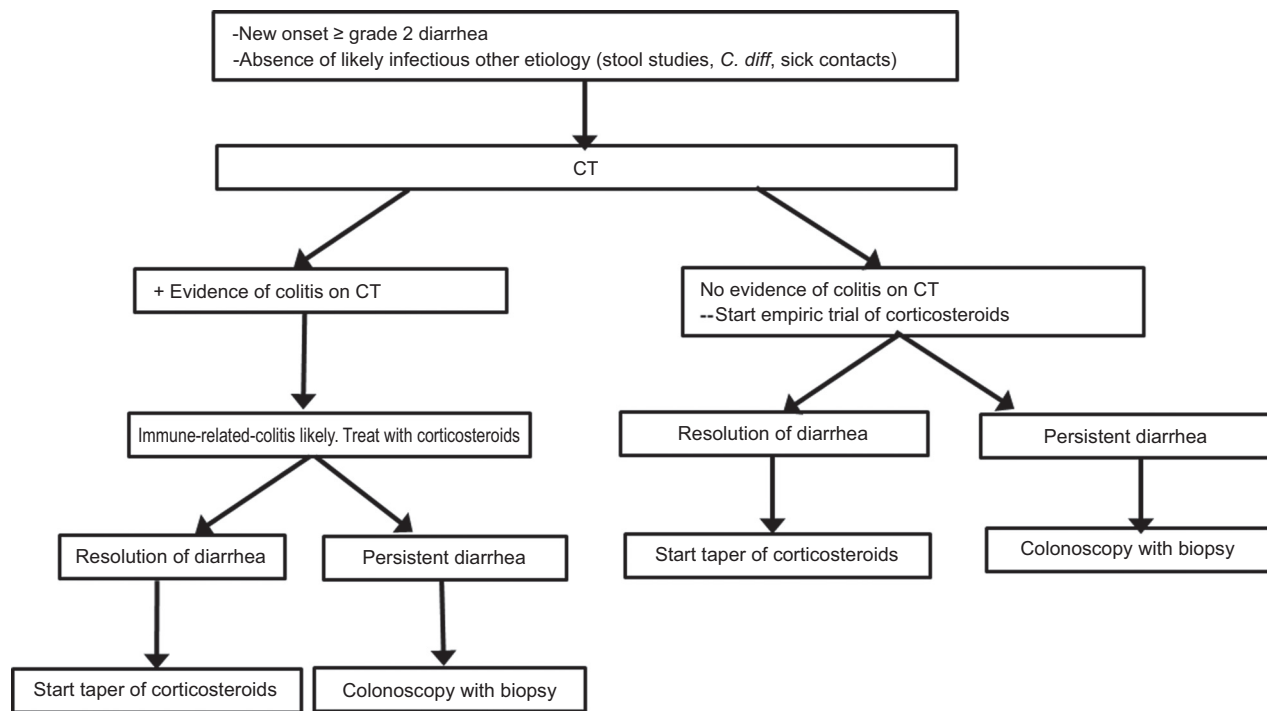 -New onset ≥ grade 2 diarrhea
-Absence of likely infectious other etiology (stool studies, C. diff, sick contacts)
CT
+ Evidence of colitis on CT
No evidence of colitis on CT
--Start empiric trial of corticosteroids
Immune-related-colitis likely. Treat with corticosteroids
Resolution of diarrhea
Persistent diarrhea
Resolution of diarrhea
Persistent diarrhea
Start taper of corticosteroids
Colonoscopy with biopsy
Start taper of corticosteroids
Colonoscopy with biopsy